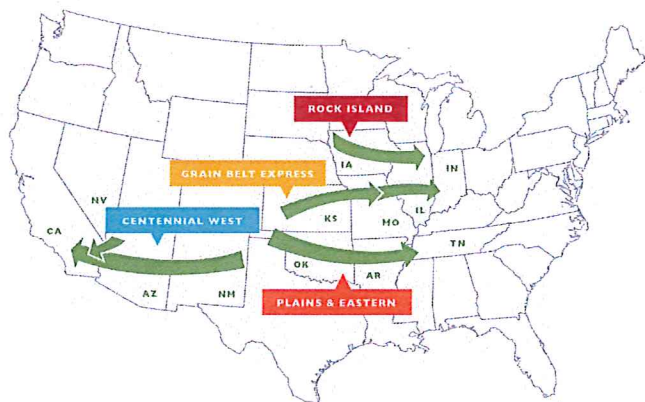 ROCK ISLAND
IA
IN
GRAIN BELT EXPRESS
NV
KS
IL
CENTENNIAL WEST
MO
CA
TN
OK
AR
AZ
NM
PLAINS & EASTERN